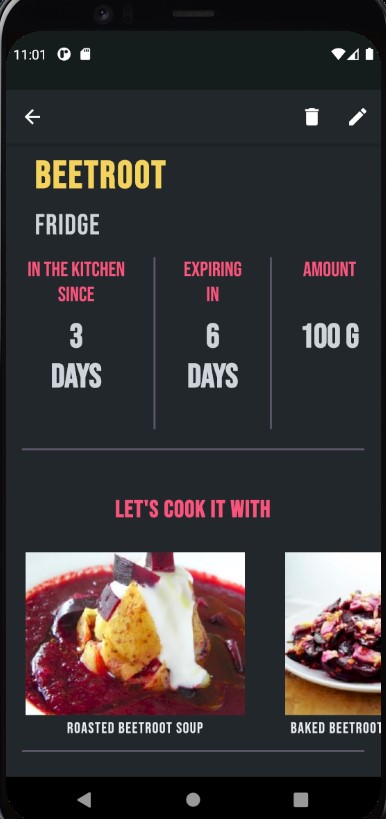 11:01
BEETROOT
FRIDGE
IN THE KITCHEN
SINCE
3
DAYS
EXPIRING
IN
6
DAYS
AMOUNT
100 G
LET'S COOK IT WITH
ROASTED BEETROOT SOUP
BAKED BEETROOT